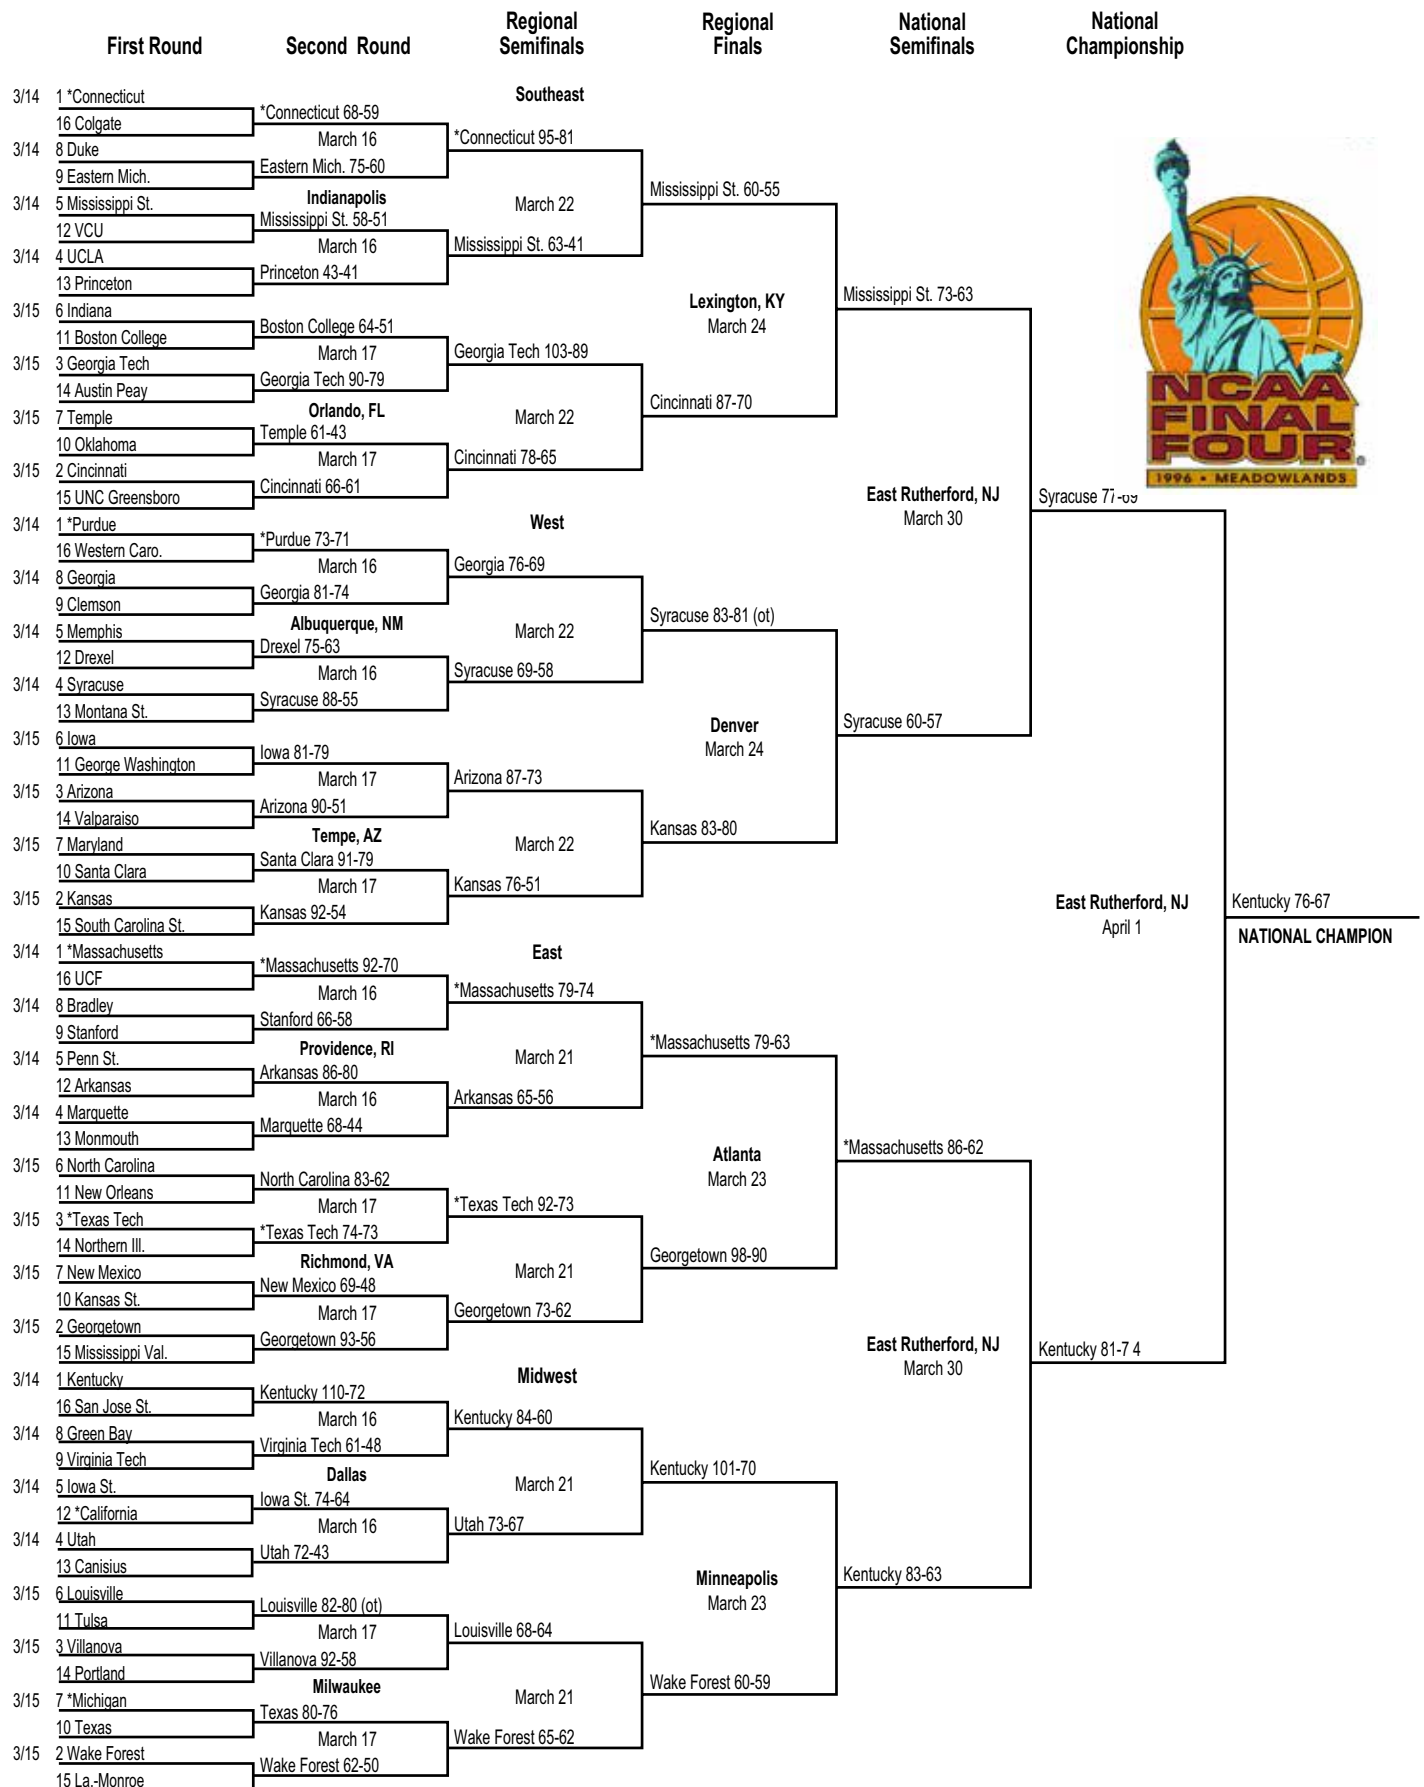 First Round
Second Round
Regional
Semifinals
Regional
Finals
National
Semifinals
National
Championship
Southeast
3/14 1 *Connecticut
*Connecticut 68-59
16 Colgate
March 16
*Connecticut 95-81
3/14 8 Duke
Eastern Mich. 75-60
9 Eastern Mich.
Mississippi St. 60-55
Indianapolis
March 22
3/14 5 Mississippi St.
Mississippi St. 58-51
12 VCU
March 16
Mississippi St. 63-41
3/14 4 UCLA
Princeton 43-41
13 Princeton
Lexington, KY
March 24
Mississippi St. 73-63
3/15 6 Indiana
Boston College 64-51
11 Boston College
March 17
Georgia Tech 103-89
3/15 3 Georgia Tech
Georgia Tech 90-79
14 Austin Peay
Cincinnati 87-70
Orlando, FL
March 22
3/15 7 Temple
Temple 61-43
10 Oklahoma
March 17
Cincinnati 78-65
3/15 2 Cincinnati
Cincinnati 66-61
15 UNC Greensboro
NCAA
FINAL
FOUR
®
1996 • MEADOWLANDS
East Rutherford, NJ
March 30
Syracuse 77-69
West
3/14 1 *Purdue
*Purdue 73-71
16 Western Caro.
March 16
Georgia 76-69
3/14 8 Georgia
Georgia 81-74
9 Clemson
Syracuse 83-81 (ot)
Albuquerque, NM
March 22
3/14 5 Memphis
Drexel 75-63
12 Drexel
March 16
Syracuse 69-58
3/14 4 Syracuse
Syracuse 88-55
13 Montana St.
Denver
March 24
Syracuse 60-57
3/15 6 Iowa
Iowa 81-79
11 George Washington
March 17
Arizona 87-73
3/15 3 Arizona
Arizona 90-51
14 Valparaiso
Kansas 83-80
Tempe, AZ
March 22
3/15 7 Maryland
Santa Clara 91-79
10 Santa Clara
March 17
Kansas 76-51
3/15 2 Kansas
Kansas 92-54
15 South Carolina St.
East Rutherford, NJ
April 1
Kentucky 76-67
NATIONAL CHAMPION
East
3/14 1 *Massachusetts
*Massachusetts 92-70
16 UCF
March 16
*Massachusetts 79-74
3/14 8 Bradley
Stanford 66-58
9 Stanford
*Massachusetts 79-63
Providence, RI
March 21
3/14 5 Penn St.
Arkansas 86-80
12 Arkansas
March 16
Arkansas 65-56
3/14 4 Marquette
Marquette 68-44
13 Monmouth
Atlanta
March 23
*Massachusetts 86-62
3/15 6 North Carolina
North Carolina 83-62
11 New Orleans
March 17
*Texas Tech 92-73
3/15 3 *Texas Tech
*Texas Tech 74-73
14 Northern Ill.
Georgetown 98-90
Richmond, VA
March 21
3/15 7 New Mexico
New Mexico 69-48
10 Kansas St.
March 17
Georgetown 73-62
3/15 2 Georgetown
Georgetown 93-56
15 Mississippi Val.
East Rutherford, NJ
March 30
Kentucky 81-7 4
Midwest
3/14 1 Kentucky
Kentucky 110-72
16 San Jose St.
March 16
Kentucky 84-60
3/14 8 Green Bay
Virginia Tech 61-48
9 Virginia Tech
Kentucky 101-70
Dallas
March 21
3/14 5 Iowa St.
Iowa St. 74-64
12 *California
March 16
Utah 73-67
3/14 4 Utah
Utah 72-43
13 Canisius
Minneapolis
March 23
Kentucky 83-63
3/15 6 Louisville
Louisville 82-80 (ot)
11 Tulsa
March 17
Louisville 68-64
3/15 3 Villanova
Villanova 92-58
14 Portland
Wake Forest 60-59
Milwaukee
March 21
3/15 7 *Michigan
Texas 80-76
10 Texas
March 17
Wake Forest 65-62
3/15 2 Wake Forest
Wake Forest 62-50
15 La.-Monroe